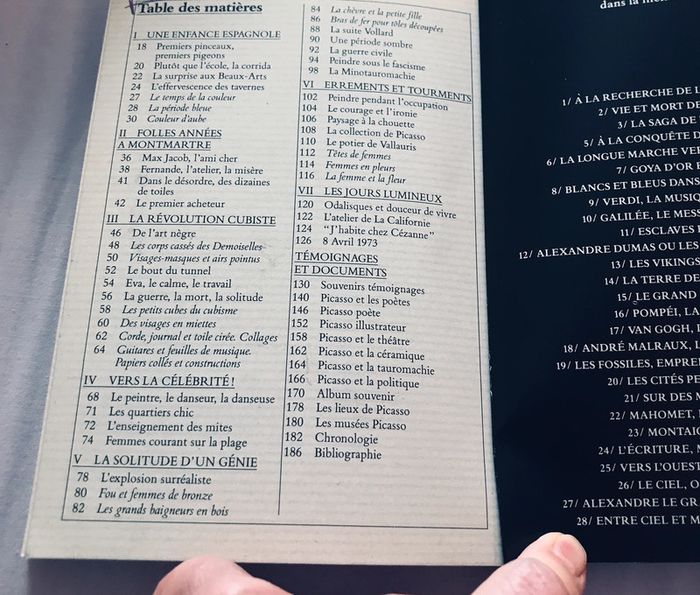 Table des matières
I UNE ENFANCE ESPAGNOLE
18 Premiers pinceaux,
premiers pigeons
20 Plutôt que l'école, la corrida
22 La surprise aux Beaux-Arts
24 L'effervescence des tavernes
27 Le temps de la couleur
28 La période bleue
30 Couleur d'aube
II FOLLES ANNÉES
A MONTMARTRE
36 Max Jacob, l'ami cher
38 Fernande, l'atelier, la misère
41 Dans le désordre, des dizaines
de toiles
42 Le premier acheteur
III LA RÉVOLUTION CUBISTE
46 De l'art nègre
48 Les corps cassés des Demoiselles
50 Visages-masques et airs pointus
52 Le bout du tunnel
54 Eva, le calme, le travail
56 La guerre, la mort, la solitude
58 Les petits cubes du cubisme
60 Des visages en miettes
62 Corde, journal et toile cirée. Collages
64 Guitares et feuilles de musique.
Papiers collés et constructions
IV VERS LA CÉLÉBRITÉ !
68 Le peintre, le danseur, la danseuse
71 Les quartiers chic
72 L'enseignement des mites
74 Femmes courant sur la plage
V LA SOLITUDE D'UN GÉNIE
78 L'explosion surréaliste
80 Fou et femmes de bronze
82 Les grands baigneurs en bois
84 La chèvre et la petite fille
86 Bras de fer pour tôles découpées
88 La suite Vollard
90 Une période sombre
92 La guerre civile
94 Peindre sous le fascisme
98 La Minotauromachie
VI ERREMENTS ET TOURMENTS
102 Peindre pendant l'occupation
104 Le courage et l'ironie
106 Paysage à la chouette
108 La collection de Picasso
110 Le potier de Vallauris
112 Têtes de femmes
114 Femmes en pleurs
116 La femme et la fleur
VII LES JOURS LUMINEUX
120 Odalisques et douceur de vivre
122 L'atelier de La Californie
124 "J'habite chez Cézanne"
126 8 Avril 1973
TÉMOIGNAGES
ET DOCUMENTS
130 Souvenirs témoignages
140 Picasso et les poètes
146 Picasso poète
152 Picasso illustrateur
158 Picasso et le théâtre
162 Picasso et la céramique
164 Picasso et la tauromachie
166 Picasso et la politique
170 Album souvenir
178 Les lieux de Picasso
180 Les musées Picasso
182 Chronologie
186 Bibliographie
dans la
1/ À LA RECHERCHE DE
2/ VIE ET MORT
3/ LA SAGA DE
5/ À LA CONQUÊTE
6/ LA LONGUE MARCHE
7/ GOYA D'OR
8/ BLANCS ET BLEUS DANS
9/ VERDI, LA
10/ GALILÉE, LE
11/ ESCLAVES
12/ ALEXANDRE DUMAS OU LES
13/ LES
14/ LA TERRE DE
15/ LE GRAND
16/ POMPÉI, LA
17/ VAN GOGH,
18/ ANDRÉ MALRAUX,
19/ LES FOSSILES,
20/ LES CITÉS
21/ SUR DES
22/ MAHOMET,
23/
24/ L'ÉCRITURE,
25/ VERS L'OUEST
26/ LE CIEL,
27/ ALEXANDRE LE
28/ ENTRE CIEL ET